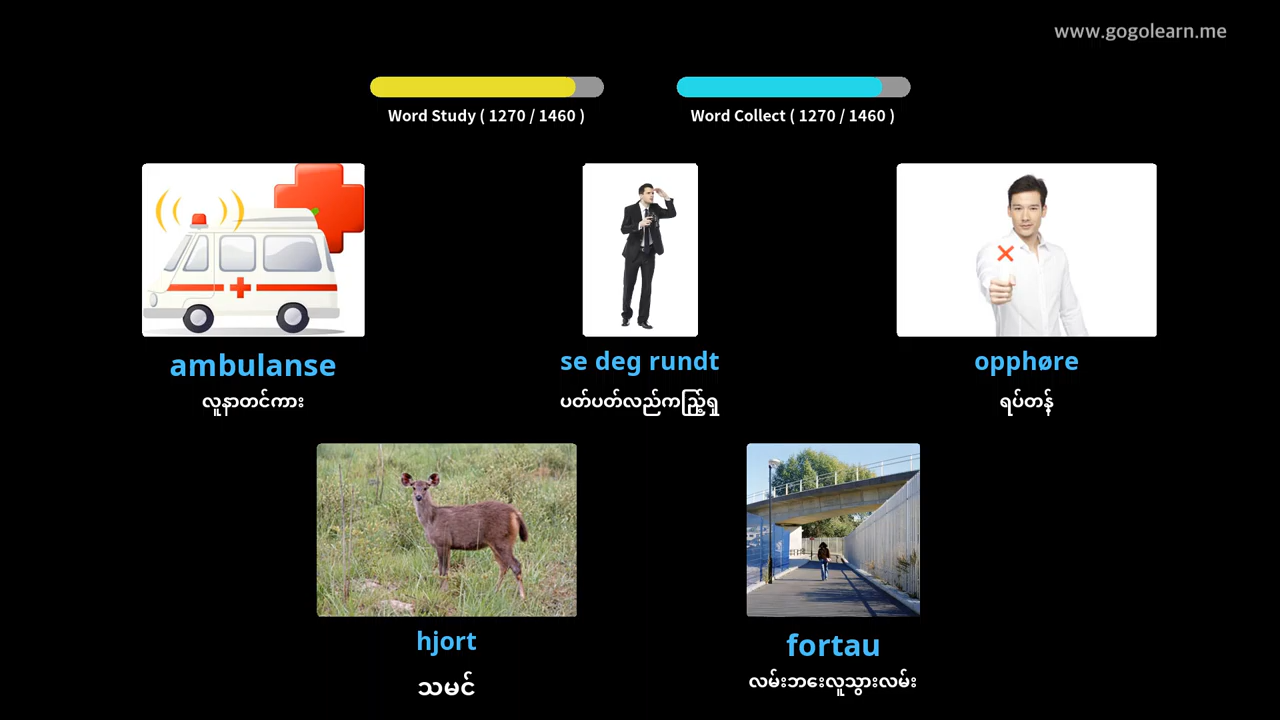 www.gogolearn.me
Word Study ( 1270 / 1460 )
Word Collect ( 1270 / 1460 )
ambulanse
လူနာတင်ကား
se deg rundt
ပတ်ပတ်လည်ကည်ြ့ရှု
opphøre
ရပ်တန့်
hjort
သမင်
fortau
လမ်းဘေးလူသွားလမ်း